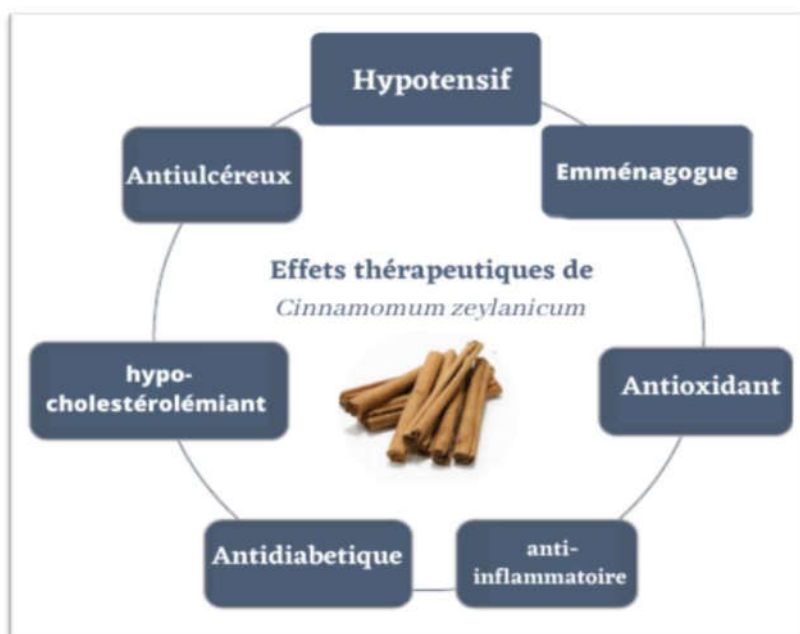 Hypotensif
Antiulcéreux
Emménagogue
Effets thérapeutiques de
Cinnamomum zeylanicum
hypo-
cholestérolémiant
Antioxidant
Antidiabetique
anti-
inflammatoire